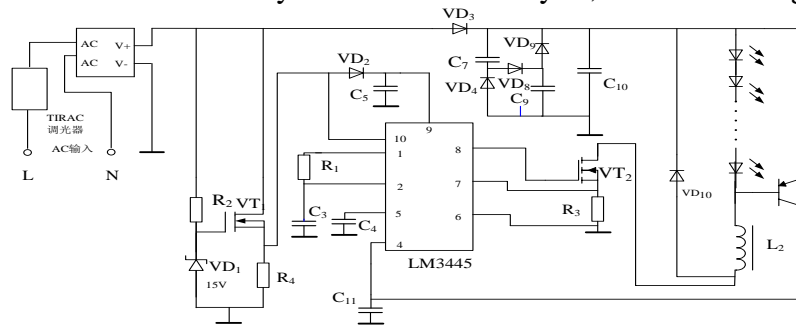 AC V+
AC V-
TIRAC
调光器
AC输入
L N
R2
VT1
VD1
15V
R4
VD2
C5
VD3
C7
VD9
VD4
VD8
C9
C10
R1
C3
C4
10
1
2
5
4
9
8
7
6
LM3445
C11
VT2
R3
VD10
L2